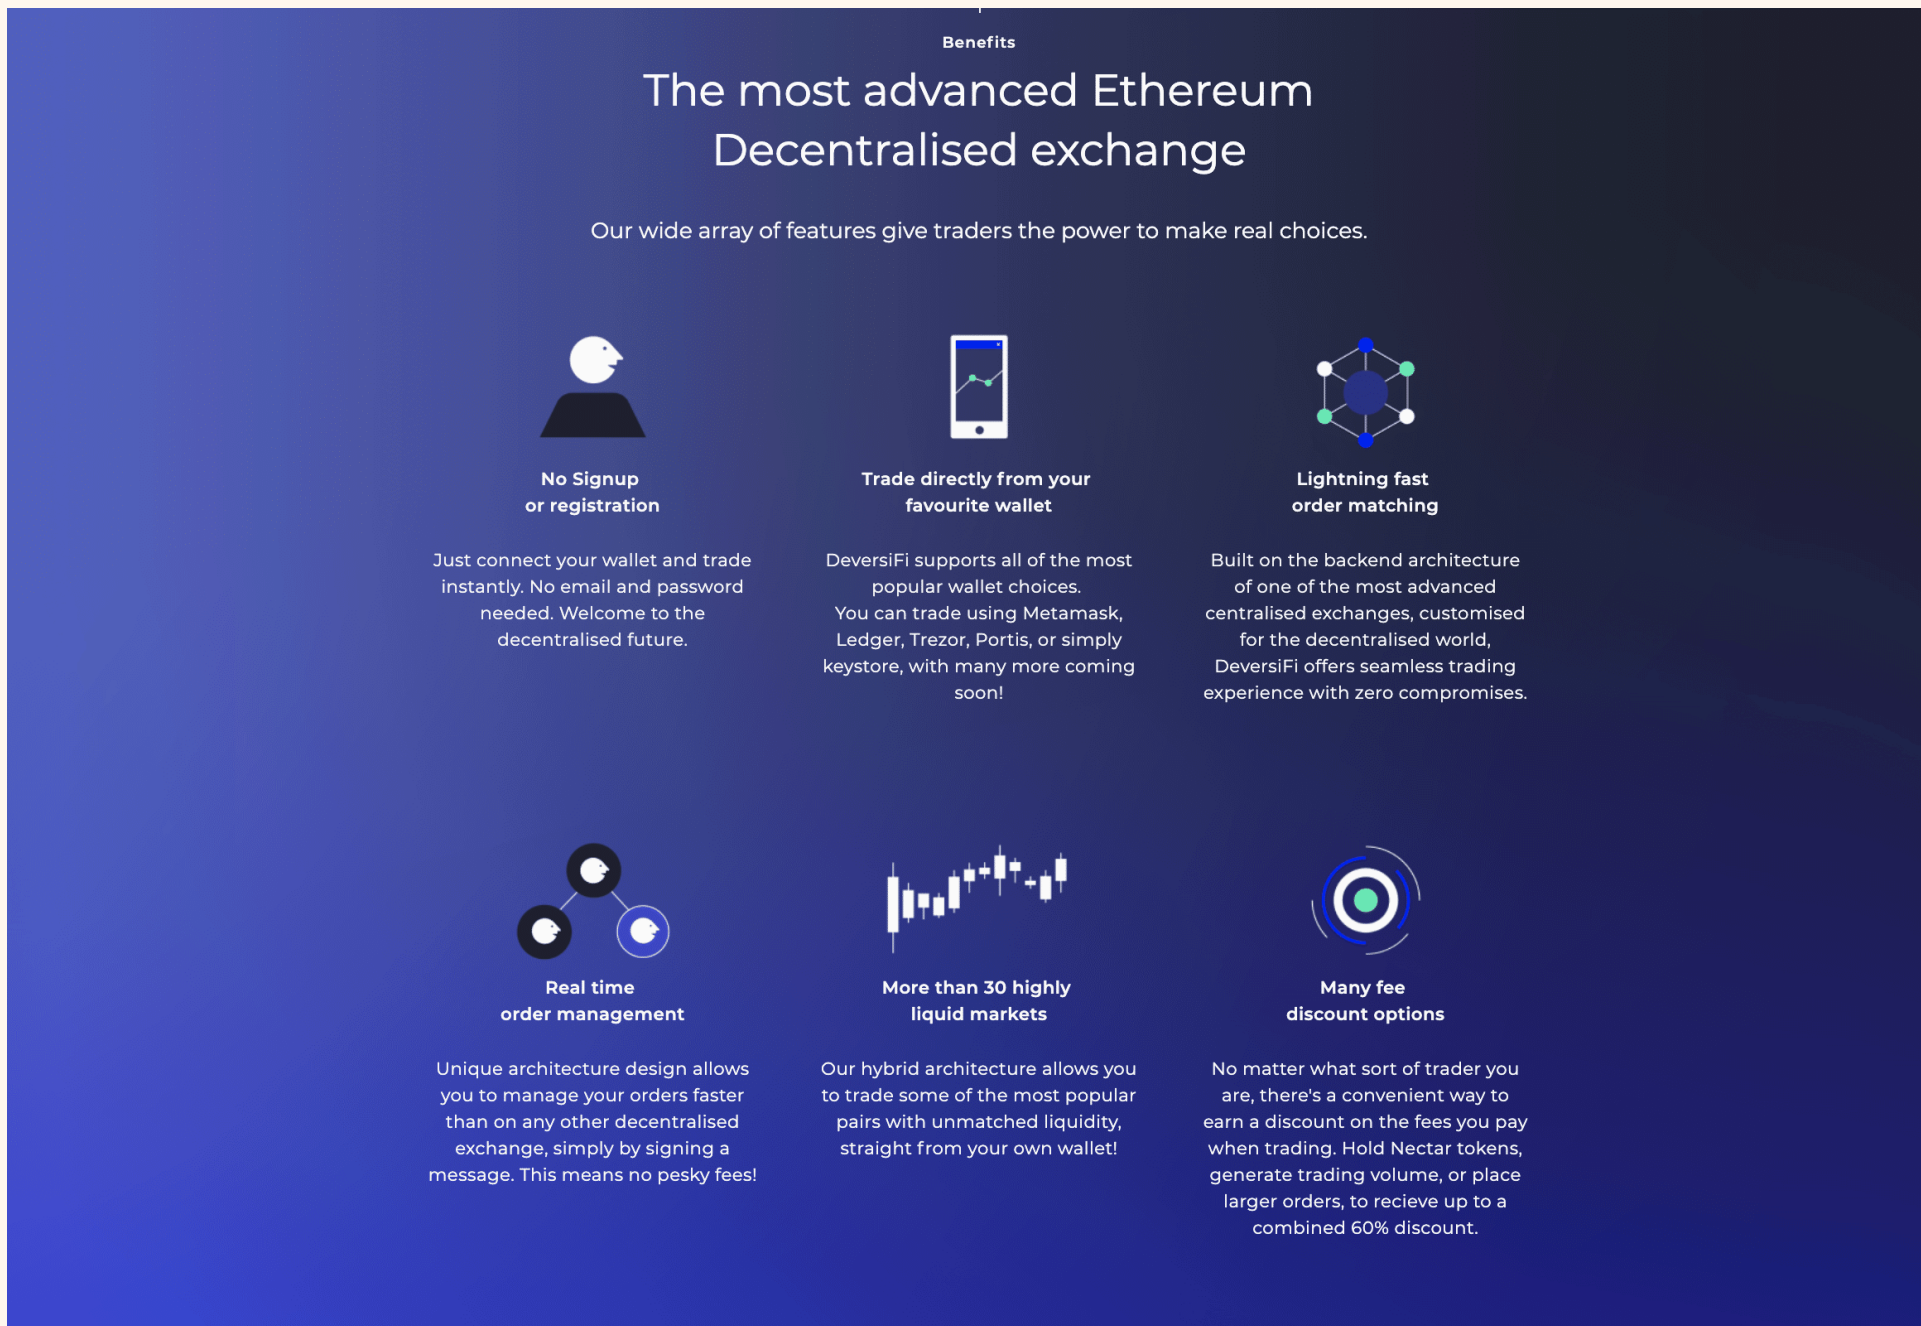 Benefits
The most advanced Ethereum
Decentralised exchange
Our wide array of features give traders the power to make real choices.
No Signup
or registration
Just connect your wallet and trade
instantly. No email and password
needed. Welcome to the
decentralised future.
Trade directly from your
favourite wallet
DeversiFi supports all of the most
popular wallet choices.
You can trade using Metamask,
Ledger, Trezor, Portis, or simply
keystore, with many more coming
soon!
Lightning fast
order matching
Built on the backend architecture
of one of the most advanced
centralised exchanges, customised
for the decentralised world,
DeversiFi offers seamless trading
experience with zero compromises.
Real time
order management
Unique architecture design allows
you to manage your orders faster
than on any other decentralised
exchange, simply by signing a
message. This means no pesky fees!
More than 30 highly
liquid markets
Our hybrid architecture allows you
to trade some of the most popular
pairs with unmatched liquidity,
straight from your own wallet!
Many fee
discount options
No matter what sort of trader you
are, there's a convenient way to
earn a discount on the fees you pay
when trading. Hold Nectar tokens,
generate trading volume, or place
larger orders, to recieve up to a
combined 60% discount.